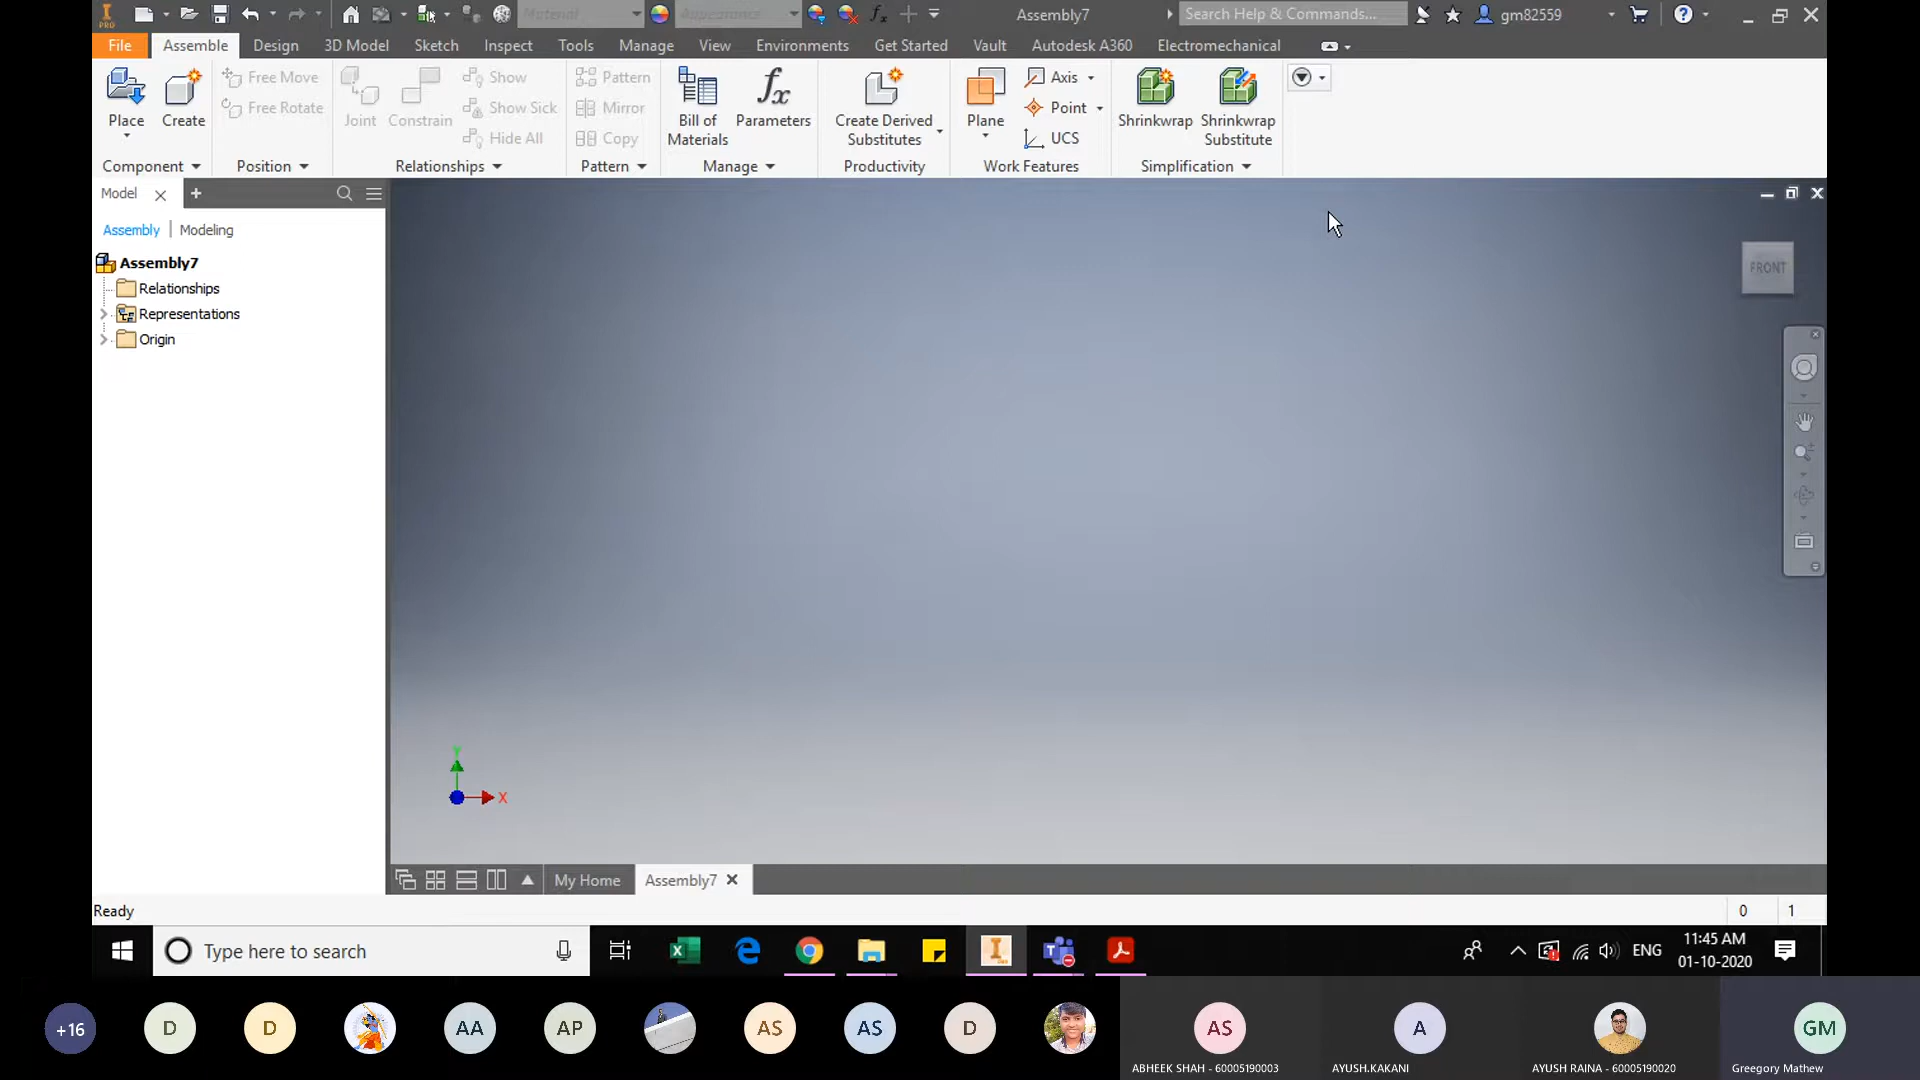 PRO
Material
Appearance
Assembly7
Search Help & Commands...
gm82559
File
Assemble
Design
3D Model
Sketch
Inspect
Tools
Manage
View
Environments
Get Started
Vault
Autodesk A360
Electromechanical
Place
Create
Free Move
Free Rotate
Joint
Constrain
Show
Show Sick
Hide All
Pattern
Mirror
Copy
Bill of
Materials
fx
Parameters
Create Derived
Substitutes
Plane
Axis
Point
UCS
Shrinkwrap
Shrinkwrap
Substitute
Component
Position
Relationships
Pattern
Manage
Productivity
Work Features
Simplification
Model
Assembly | Modeling
Assembly7
Relationships
Representations
Origin
FRONT
Y
X
My Home
Assembly7
Ready
0
1
Type here to search
ENG
11:45 AM
01-10-2020
+16
D
D
AA
AP
AS
AS
D
AS
A
GM
ABHEEK SHAH - 60005190003
AYUSH.KAKANI
AYUSH RAINA - 60005190020
Greegory Mathew